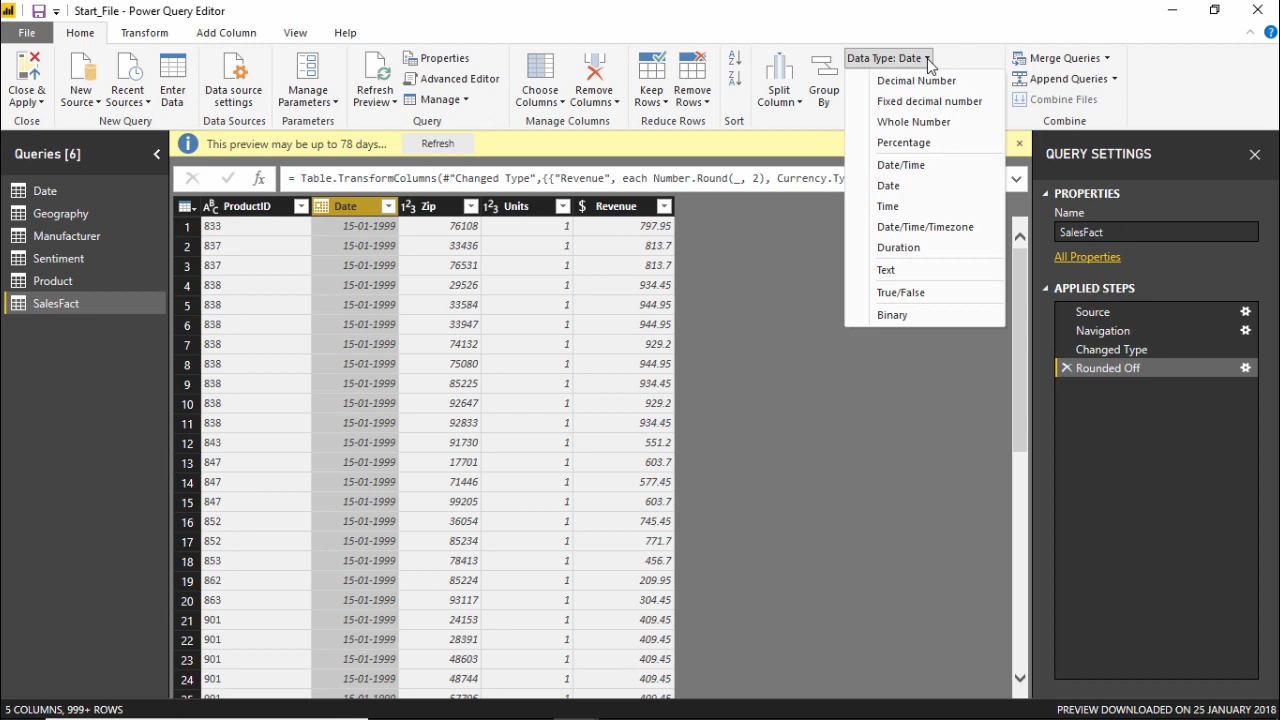 Start_File - Power Query Editor
File
Home
Transform
Add Column
View
Help
Close & Apply
New Source
Recent Sources
Enter Data
Data source settings
Manage Parameters
Refresh Preview
Properties
Advanced Editor
Manage
Choose Columns
Remove Columns
Keep Rows
Remove Rows
Split Column
Group By
Data Type: Date
Merge Queries
Append Queries
Combine Files
Close
New Query
Data Sources
Parameters
Query
Manage Columns
Reduce Rows
Sort
Combine
Decimal Number
Fixed decimal number
Whole Number
Percentage
Date/Time
Date
Time
Date/Time/Timezone
Duration
Text
True/False
Binary
Queries [6]
Date
Geography
Manufacturer
Sentiment
Product
SalesFact
This preview may be up to 78 days...
Refresh
= Table.TransformColumns(#"Changed Type",{{"Revenue", each Number.Round(_, 2), Currency.Ty
ProductID Date Zip Units $ Revenue
1 833 15-01-1999 76108 1 797.95
2 837 15-01-1999 33436 1 813.7
3 837 15-01-1999 76531 1 813.7
4 838 15-01-1999 29526 1 934.45
5 838 15-01-1999 33584 1 944.95
6 838 15-01-1999 33947 1 944.95
7 838 15-01-1999 74132 1 929.2
8 838 15-01-1999 75080 1 944.95
9 838 15-01-1999 85225 1 934.45
10 838 15-01-1999 92647 1 929.2
11 838 15-01-1999 92833 1 934.45
12 843 15-01-1999 91730 1 551.2
13 847 15-01-1999 17701 1 603.7
14 847 15-01-1999 71446 1 577.45
15 847 15-01-1999 99205 1 603.7
16 852 15-01-1999 36054 1 745.45
17 852 15-01-1999 85234 1 771.7
18 853 15-01-1999 78413 1 456.7
19 862 15-01-1999 85224 1 209.95
20 863 15-01-1999 93117 1 304.45
21 901 15-01-1999 24153 1 409.45
22 901 15-01-1999 28391 1 409.45
23 901 15-01-1999 48603 1 409.45
24 901 15-01-1999 48744 1 409.45
QUERY SETTINGS
PROPERTIES
Name
SalesFact
All Properties
APPLIED STEPS
Source
Navigation
Changed Type
Rounded Off
5 COLUMNS, 999+ ROWS
PREVIEW DOWNLOADED ON 25 JANUARY 2018